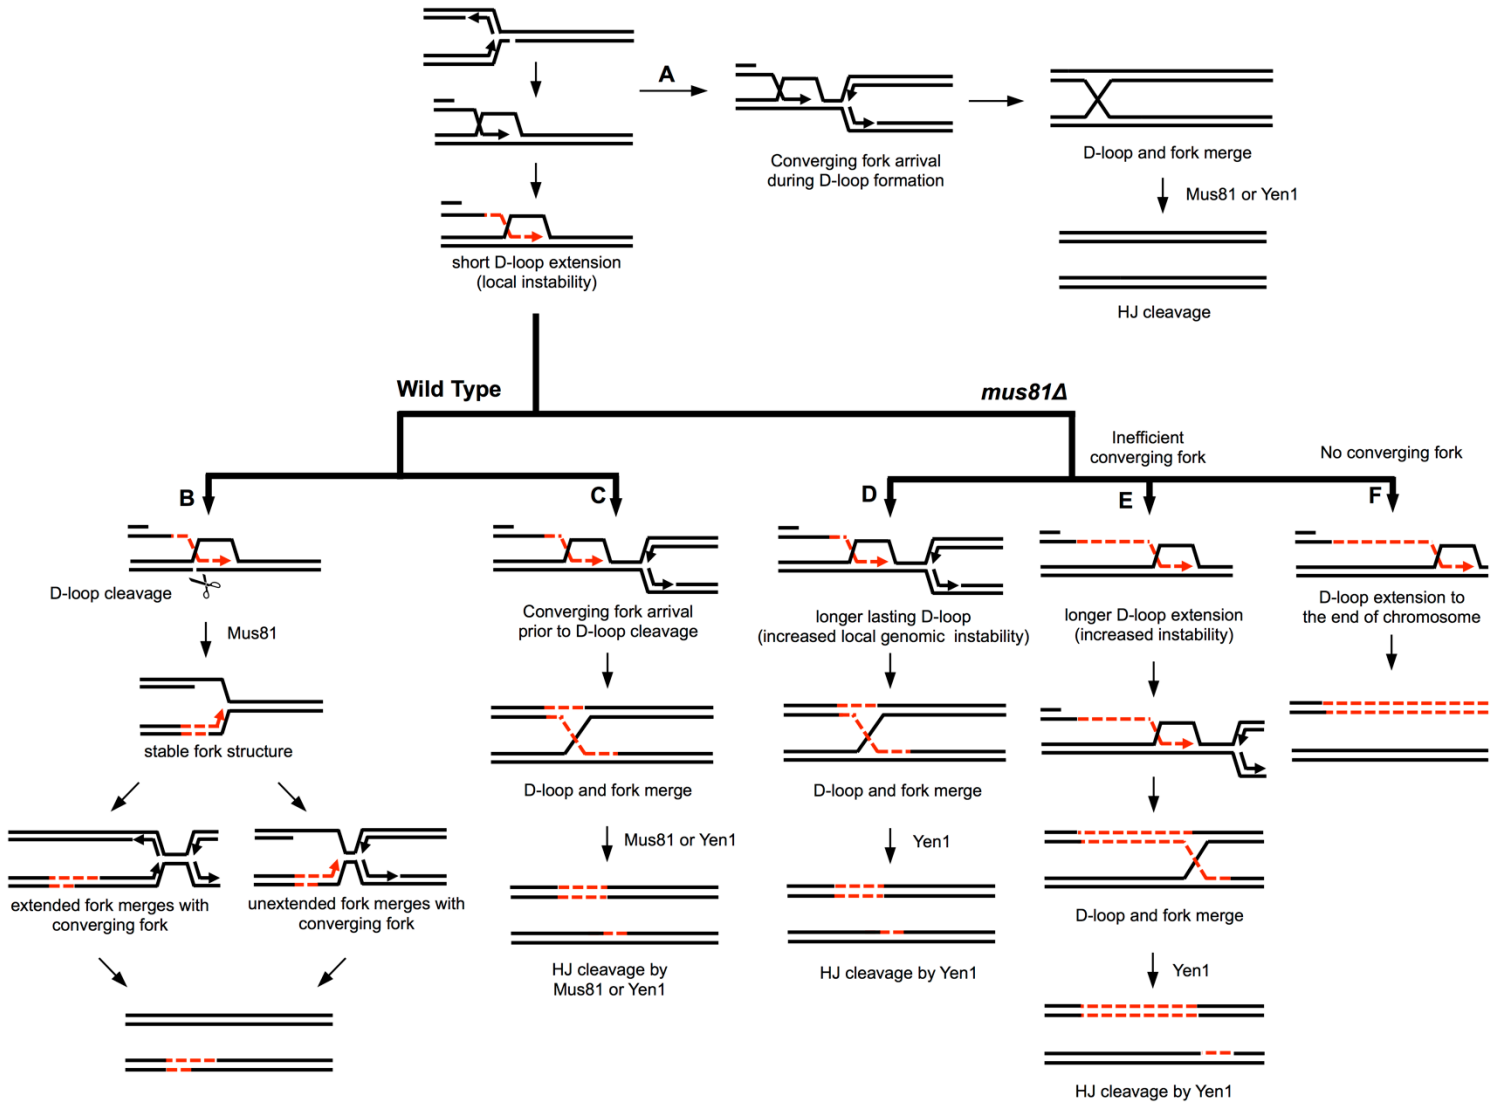 A
Converging fork arrival
during D-loop formation
D-loop and fork merge
Mus81 or Yen1
HJ cleavage
short D-loop extension
(local instability)
Wild Type
mus81Δ
Inefficient
converging fork
No converging fork
B
D-loop cleavage
Mus81
stable fork structure
extended fork merges with
converging fork
unextended fork merges with
converging fork
C
Converging fork arrival
prior to D-loop cleavage
D-loop and fork merge
Mus81 or Yen1
HJ cleavage by
Mus81 or Yen1
D
longer lasting D-loop
(increased local genomic instability)
D-loop and fork merge
Yen1
HJ cleavage by Yen1
E
longer D-loop extension
(increased instability)
D-loop and fork merge
Yen1
HJ cleavage by Yen1
F
D-loop extension to
the end of chromosome